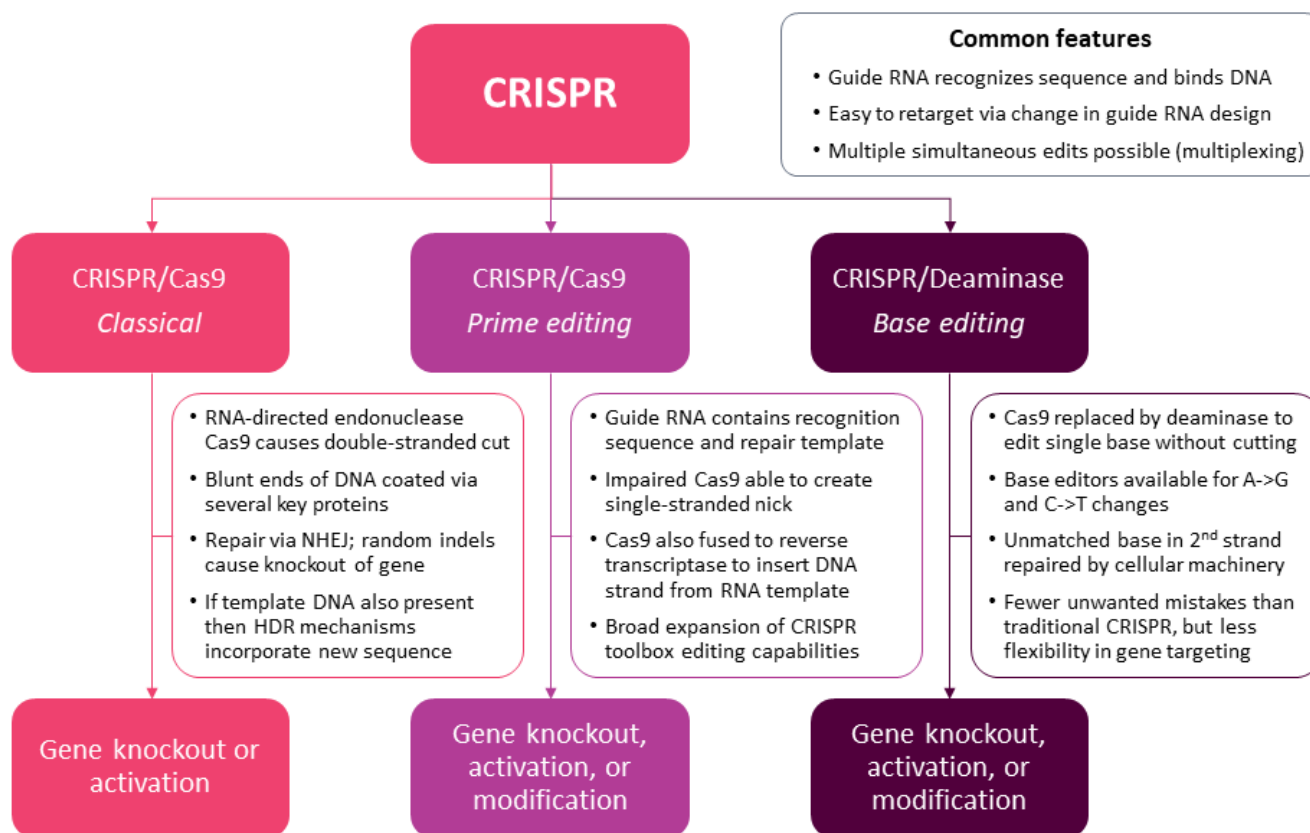 CRISPR
Common features
• Guide RNA recognizes sequence and binds DNA
• Easy to retarget via change in guide RNA design
• Multiple simultaneous edits possible (multiplexing)
CRISPR/Cas9
Classical
CRISPR/Cas9
Prime editing
CRISPR/Deaminase
Base editing
• RNA-directed endonuclease
Cas9 causes double-stranded cut
• Blunt ends of DNA coated via
several key proteins
• Repair via NHEJ; random indels
cause knockout of gene
• If template DNA also present
then HDR mechanisms
incorporate new sequence
• Guide RNA contains recognition
sequence and repair template
• Impaired Cas9 able to create
single-stranded nick
• Cas9 also fused to reverse
transcriptase to insert DNA
strand from RNA template
• Broad expansion of CRISPR
toolbox editing capabilities
• Cas9 replaced by deaminase to
edit single base without cutting
• Base editors available for A->G
and C->T changes
• Unmatched base in 2nd strand
repaired by cellular machinery
• Fewer unwanted mistakes than
traditional CRISPR, but less
flexibility in gene targeting
Gene knockout or
activation
Gene knockout,
activation, or
modification
Gene knockout,
activation, or
modification